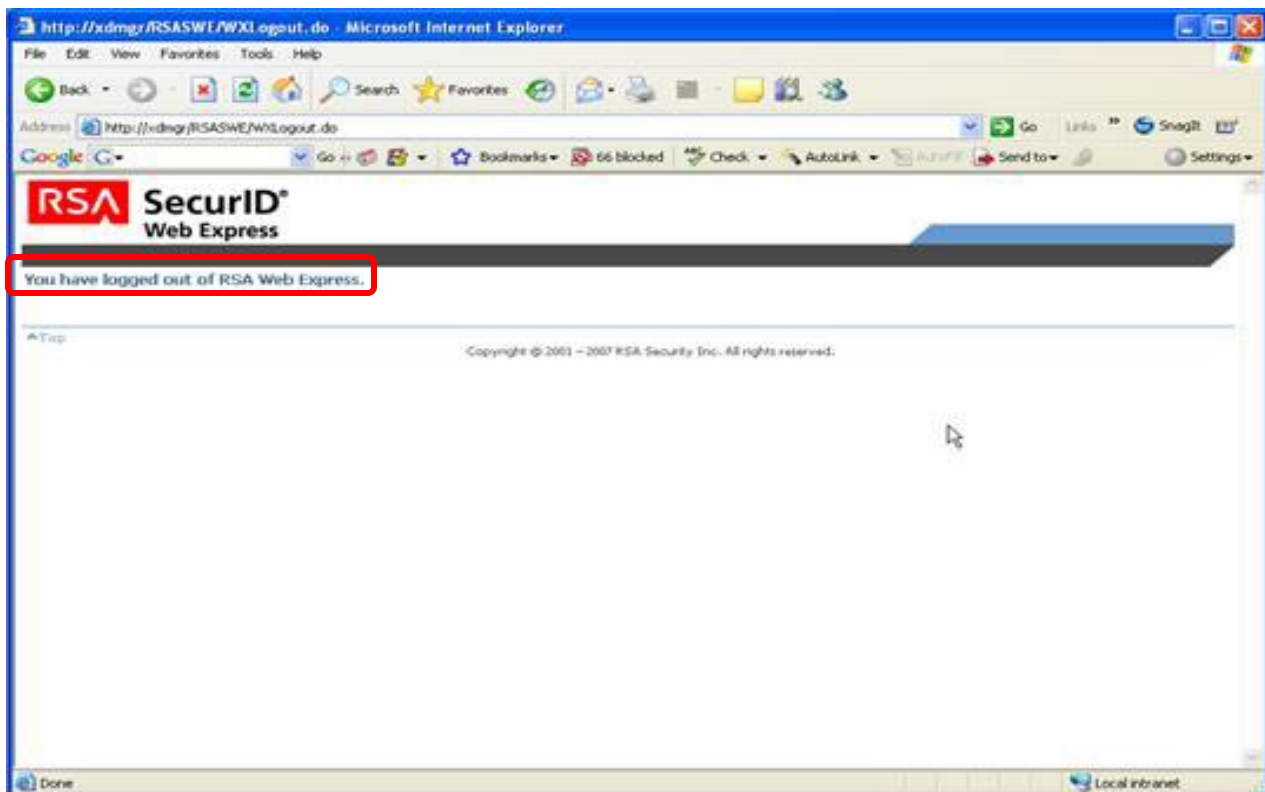 http://xdmgr/RSASWE/WXLogout.do - Microsoft Internet Explorer
File Edit View Favorites Tools Help
Back Search Favorites
Address http://xdmgr/RSASWE/WXLogout.do Go Links » SnagIt
Google G Go Bookmarks 66 blocked Check AutoLink AutoFill Send to Settings
RSA SecurID®
Web Express
You have logged out of RSA Web Express.
^Top
Copyright © 2001 – 2007 RSA Security Inc. All rights reserved.
Done Local intranet